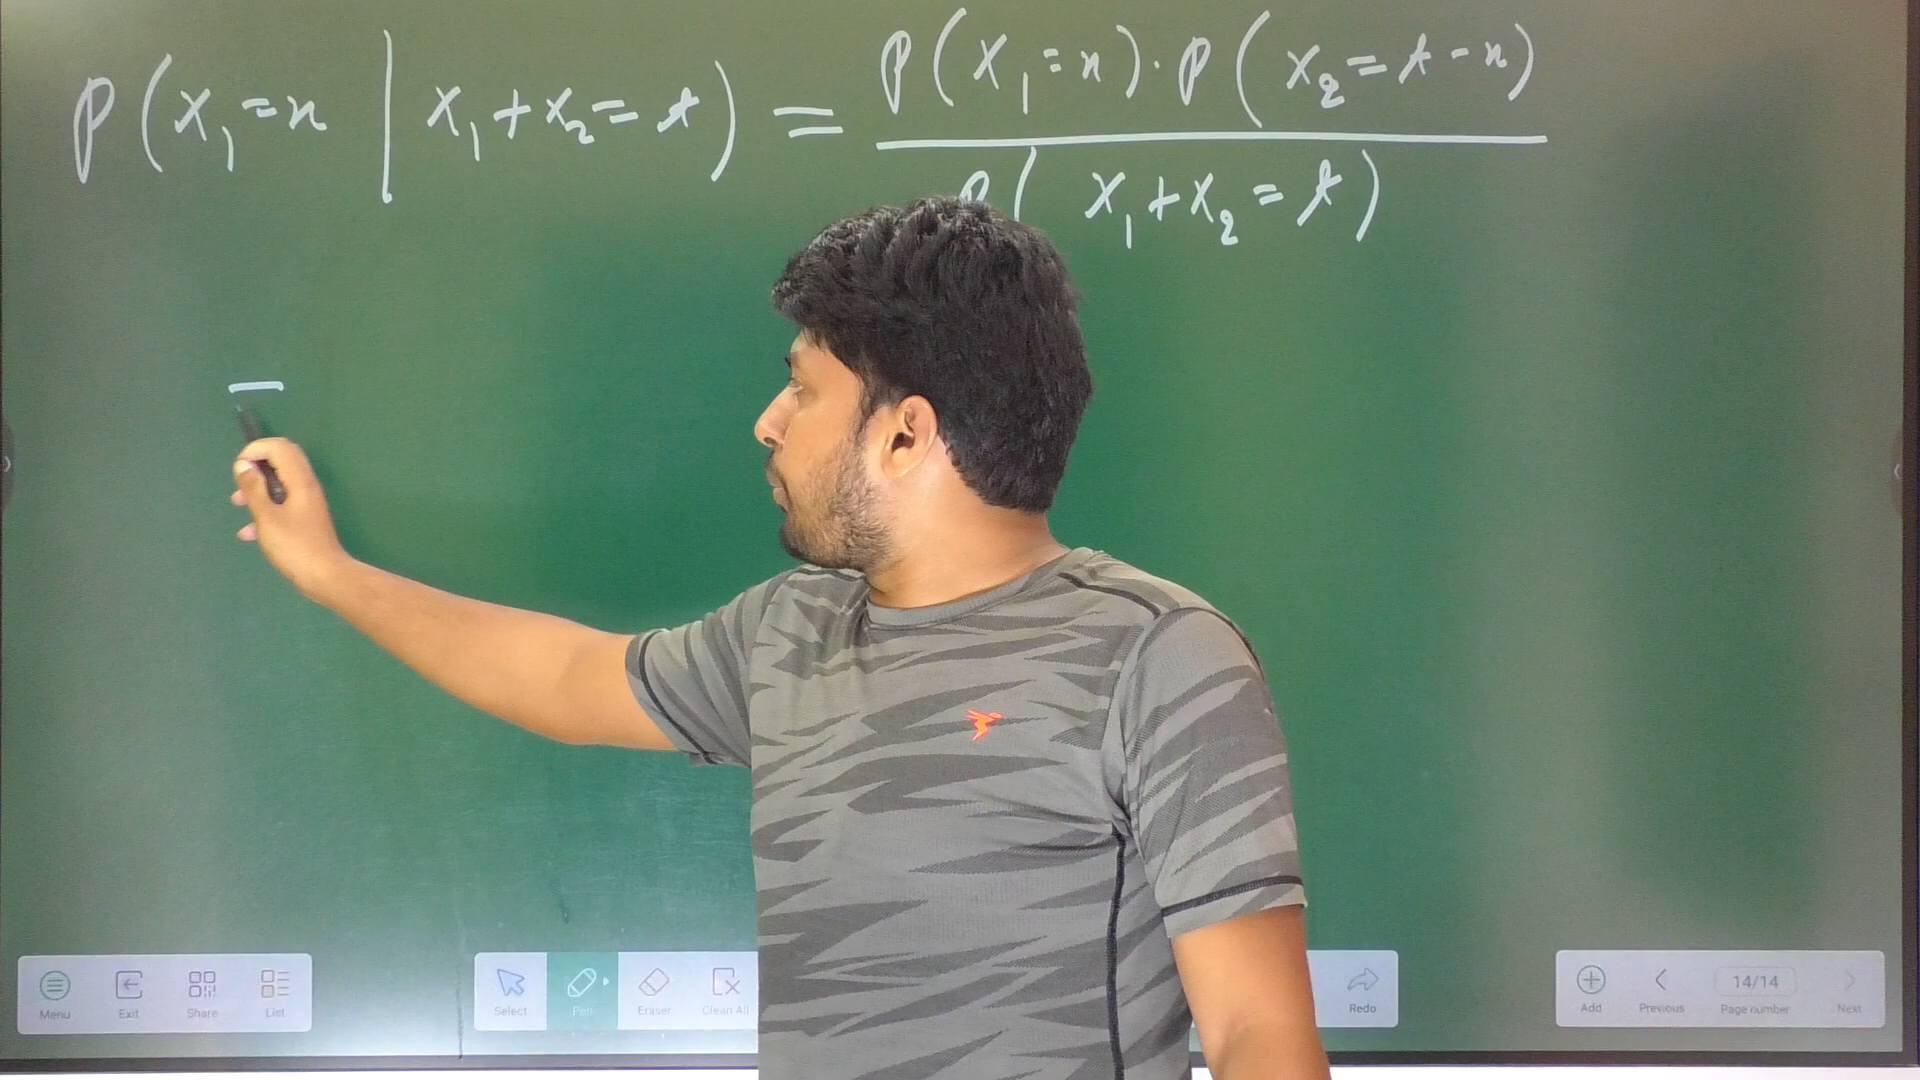 P(X₁=x | X₁+X₂=t) = P(X₁=x)·P(X₂=t-x)
P(X₁+X₂=t)
Menu Exit Share List Select Pen Eraser Clean All Redo Add Previous 14/14 Page number Next